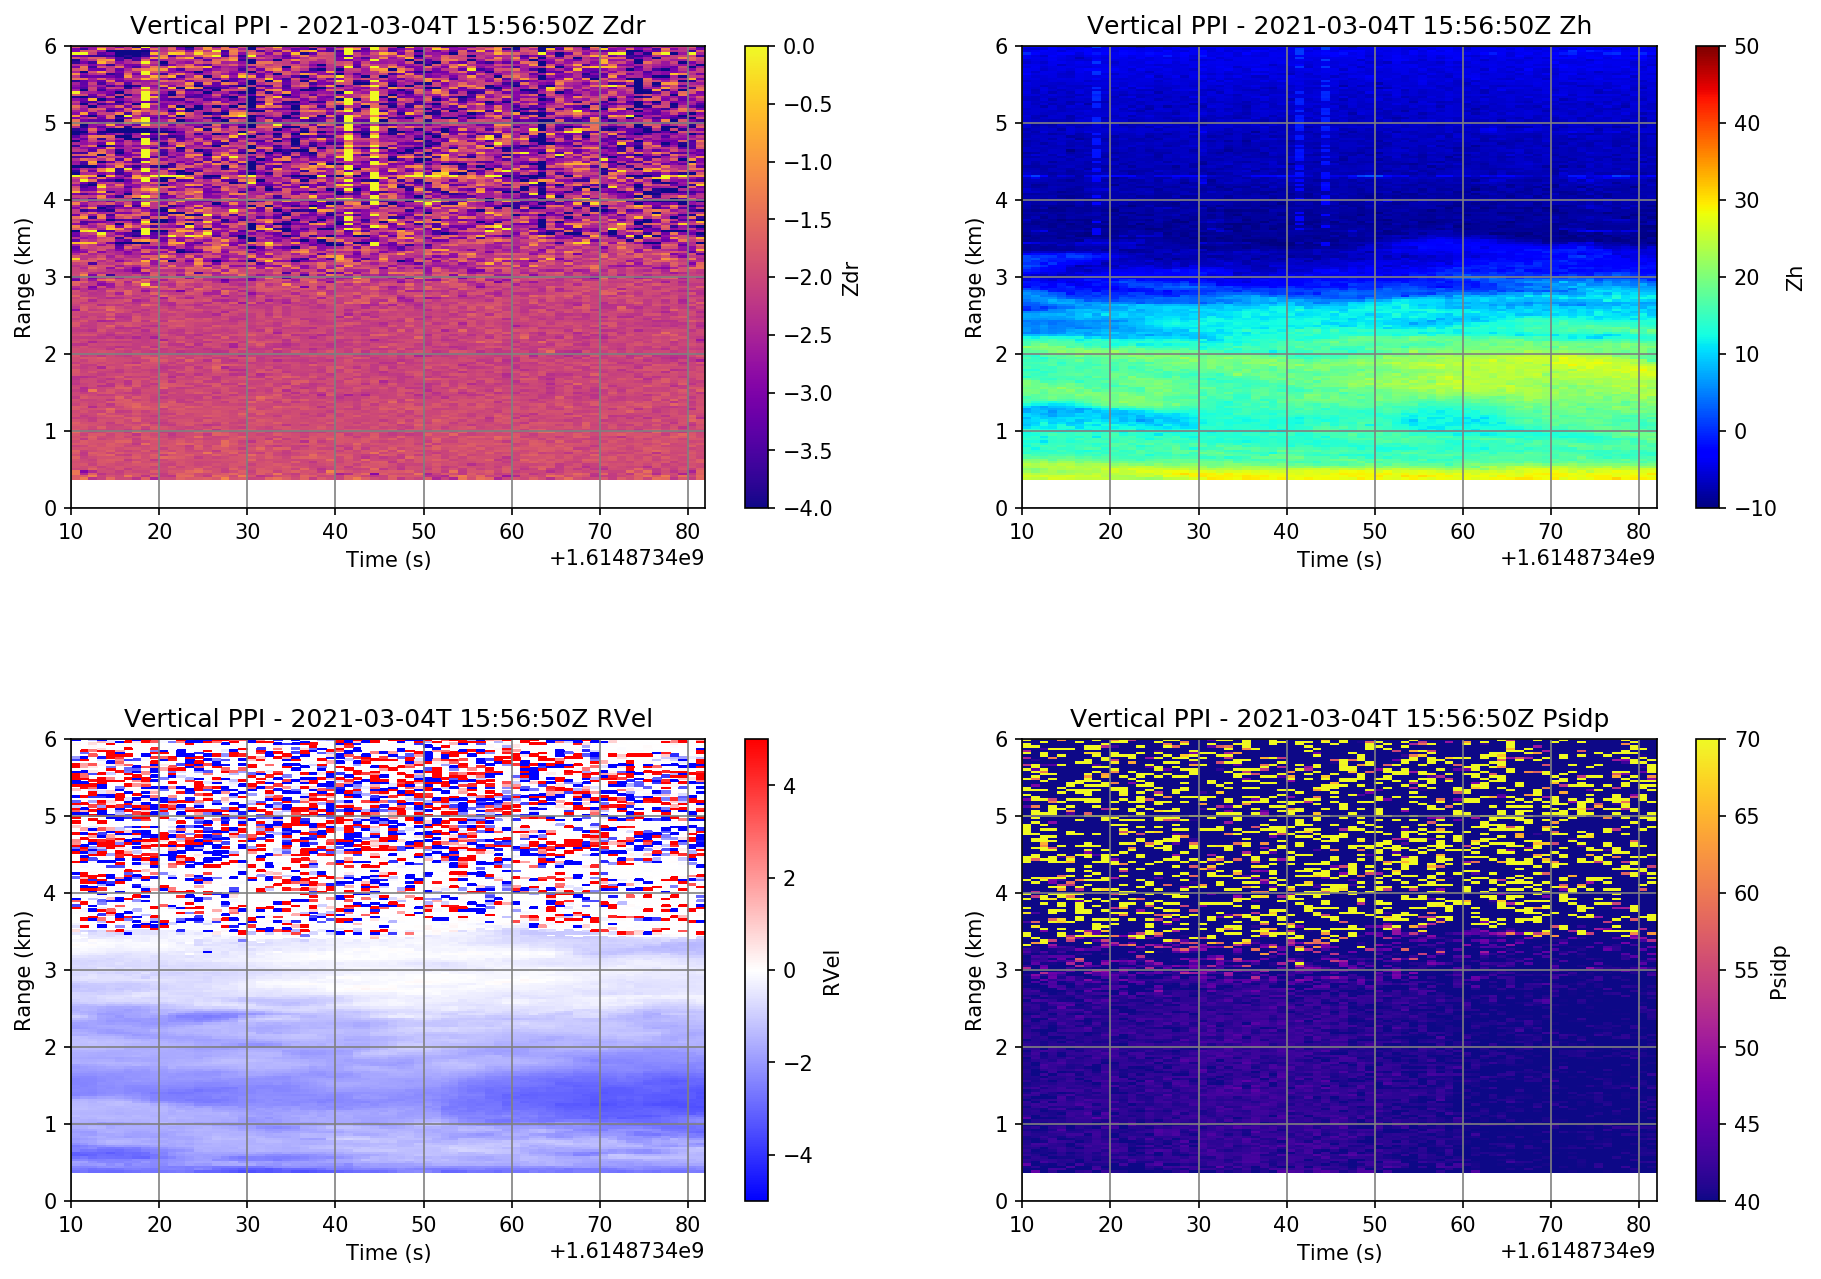 Vertical PPI - 2021-03-04T 15:56:50Z Zdr
6
5
4
3
2
1
0
Range (km)
10 20 30 40 50 60 70 80
Time (s)
+1.6148734e9
0.0
−0.5
−1.0
−1.5
−2.0
−2.5
−3.0
−3.5
−4.0
Zdr
Vertical PPI - 2021-03-04T 15:56:50Z Zh
6
5
4
3
2
1
0
Range (km)
10 20 30 40 50 60 70 80
Time (s)
+1.6148734e9
50
40
30
20
10
0
−10
Zh
Vertical PPI - 2021-03-04T 15:56:50Z RVel
6
5
4
3
2
1
0
Range (km)
10 20 30 40 50 60 70 80
Time (s)
+1.6148734e9
4
2
0
−2
−4
RVel
Vertical PPI - 2021-03-04T 15:56:50Z Psidp
6
5
4
3
2
1
0
Range (km)
10 20 30 40 50 60 70 80
Time (s)
+1.6148734e9
70
65
60
55
50
45
40
Psidp